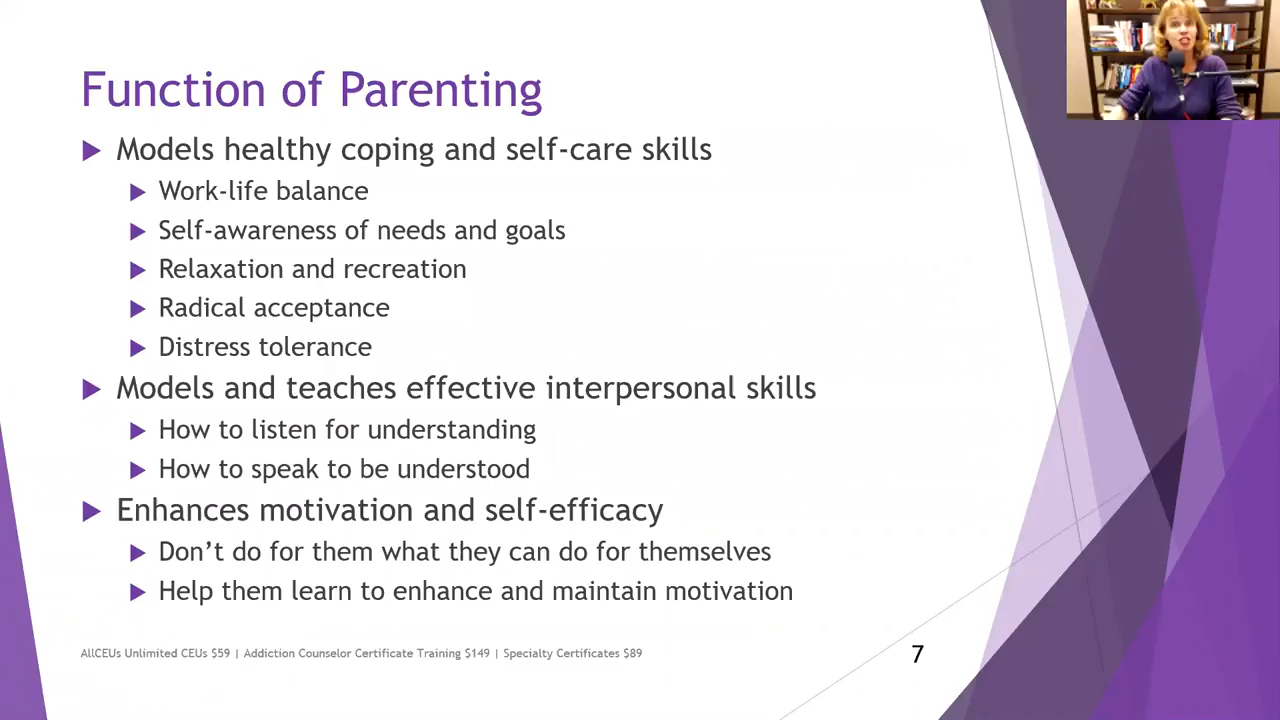 Function of Parenting
Models healthy coping and self-care skills
Work-life balance
Self-awareness of needs and goals
Relaxation and recreation
Radical acceptance
Distress tolerance
Models and teaches effective interpersonal skills
How to listen for understanding
How to speak to be understood
Enhances motivation and self-efficacy
Don’t do for them what they can do for themselves
Help them learn to enhance and maintain motivation
AllCEUs Unlimited CEUs $59 | Addiction Counselor Certificate Training $149 | Specialty Certificates $89
7